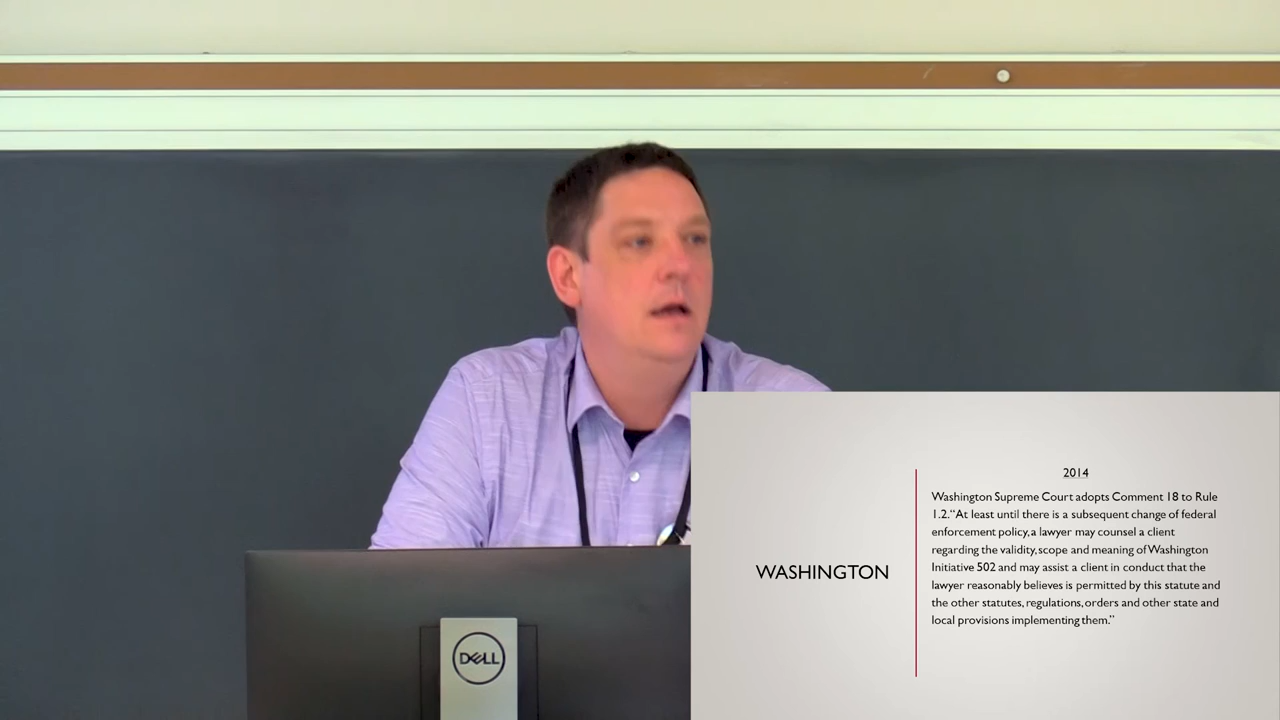 2014
Washington Supreme Court adopts Comment 18 to Rule
1.2. “At least until there is a subsequent change of federal
enforcement policy, a lawyer may counsel a client
regarding the validity, scope and meaning of Washington
Initiative 502 and may assist a client in conduct that the
lawyer reasonably believes is permitted by this statute and
the other statutes, regulations, orders and other state and
local provisions implementing them.”
WASHINGTON
DELL